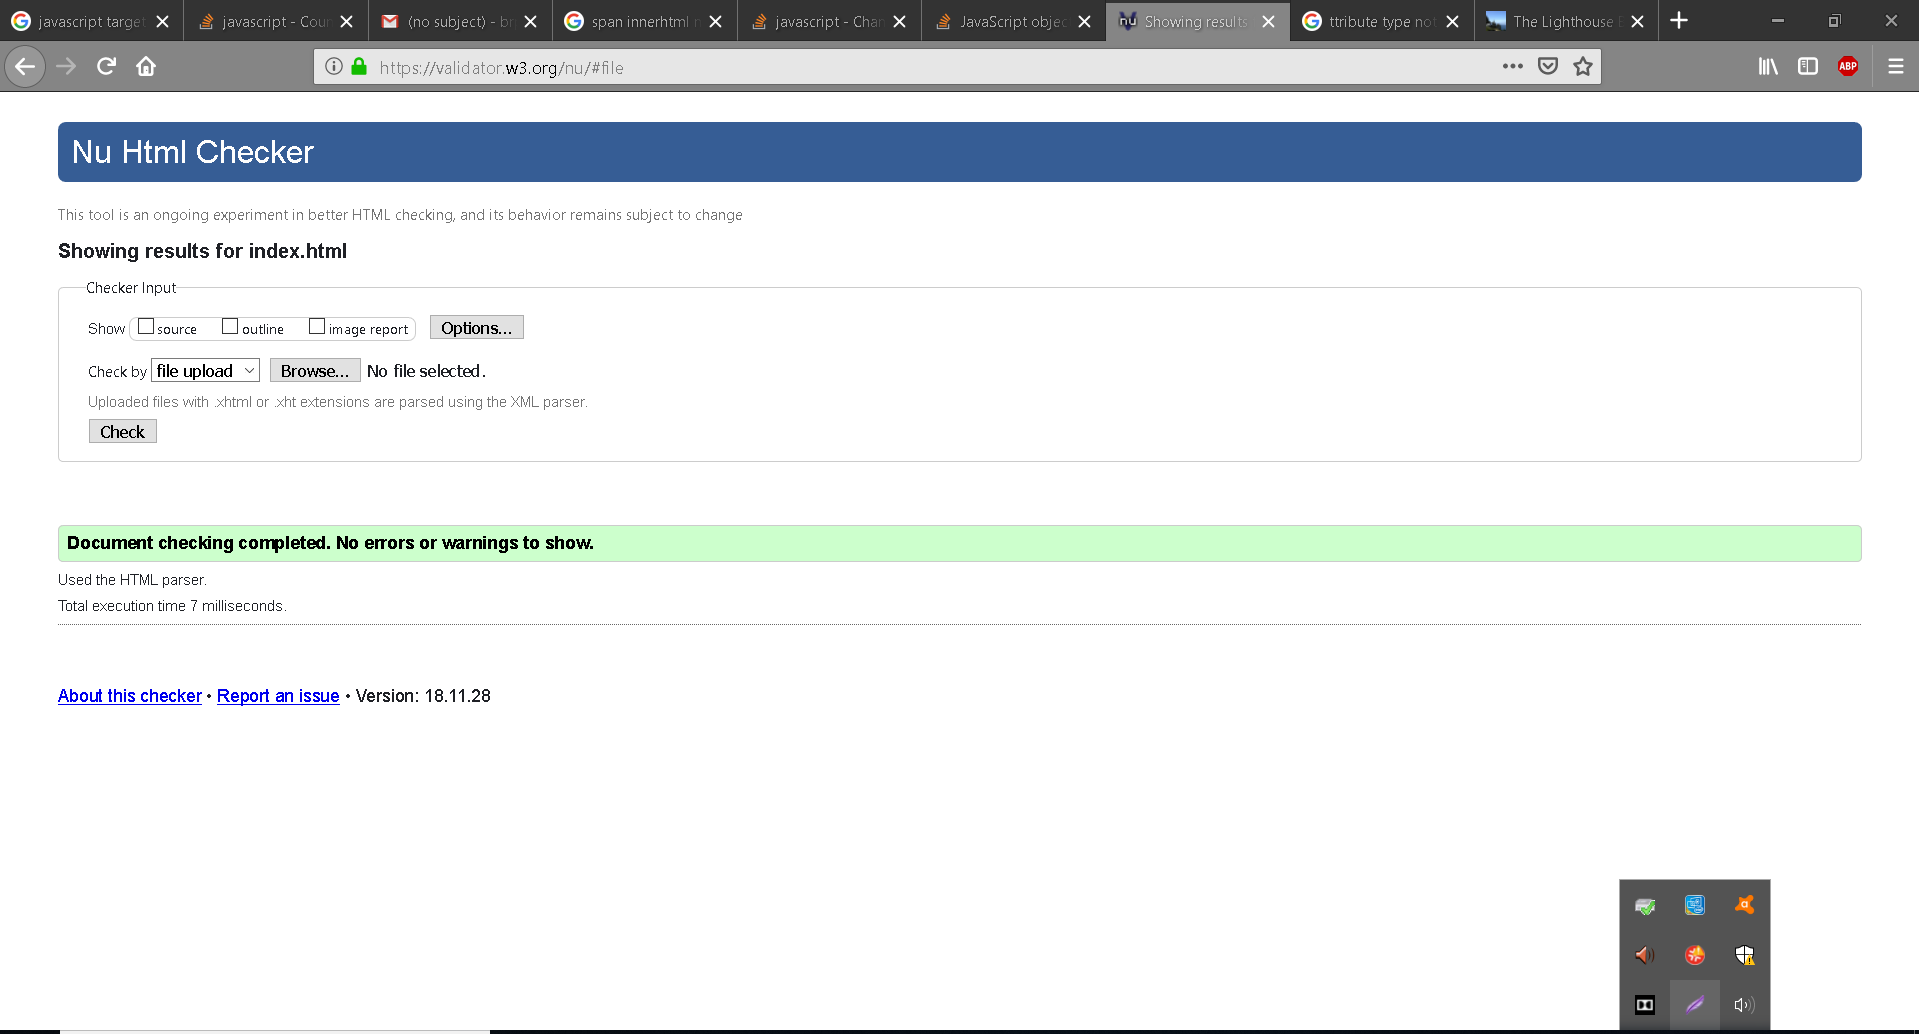 javascript target
javascript - Coun
(no subject) - br
span innerhtml n
javascript - Chan
JavaScript objec
nu Showing results
ttribute type not
The Lighthouse
https://validator.w3.org/nu/#file
ABP
Nu Html Checker
This tool is an ongoing experiment in better HTML checking, and its behavior remains subject to change
Showing results for index.html
Checker Input
Show source outline image report Options...
Check by file upload Browse... No file selected.
Uploaded files with .xhtml or .xht extensions are parsed using the XML parser.
Check
Document checking completed. No errors or warnings to show.
Used the HTML parser.
Total execution time 7 milliseconds.
About this checker • Report an issue • Version: 18.11.28